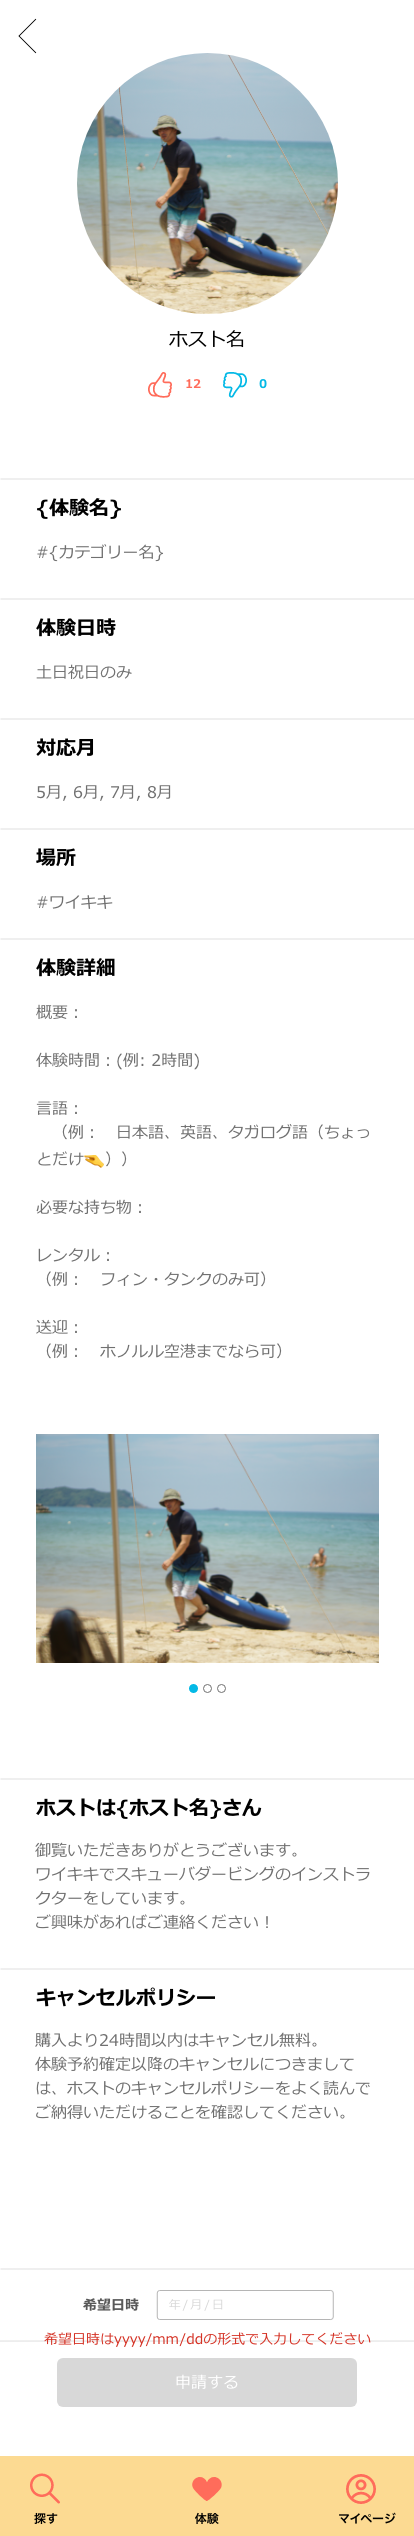 ホスト名
12 0
{体験名}
#{カテゴリー名}
体験日時
土日祝日のみ
対応月
5月, 6月, 7月, 8月
場所
#ワイキキ
体験詳細
概要：
体験時間：(例: 2時間)
言語：
（例：　日本語、英語、タガログ語（ちょっ
とだけ🤏））
必要な持ち物：
レンタル：
（例：　フィン・タンクのみ可）
送迎：
（例：　ホノルル空港までなら可）
ホストは{ホスト名}さん
御覧いただきありがとうございます。
ワイキキでスキューバダービングのインストラ
クターをしています。
ご興味があればご連絡ください！
キャンセルポリシー
購入より24時間以内はキャンセル無料。
体験予約確定以降のキャンセルにつきまして
は、ホストのキャンセルポリシーをよく読んで
ご納得いただけることを確認してください。
希望日時 年/月/日
希望日時はyyyy/mm/ddの形式で入力してください
申請する
探す 体験 マイページ